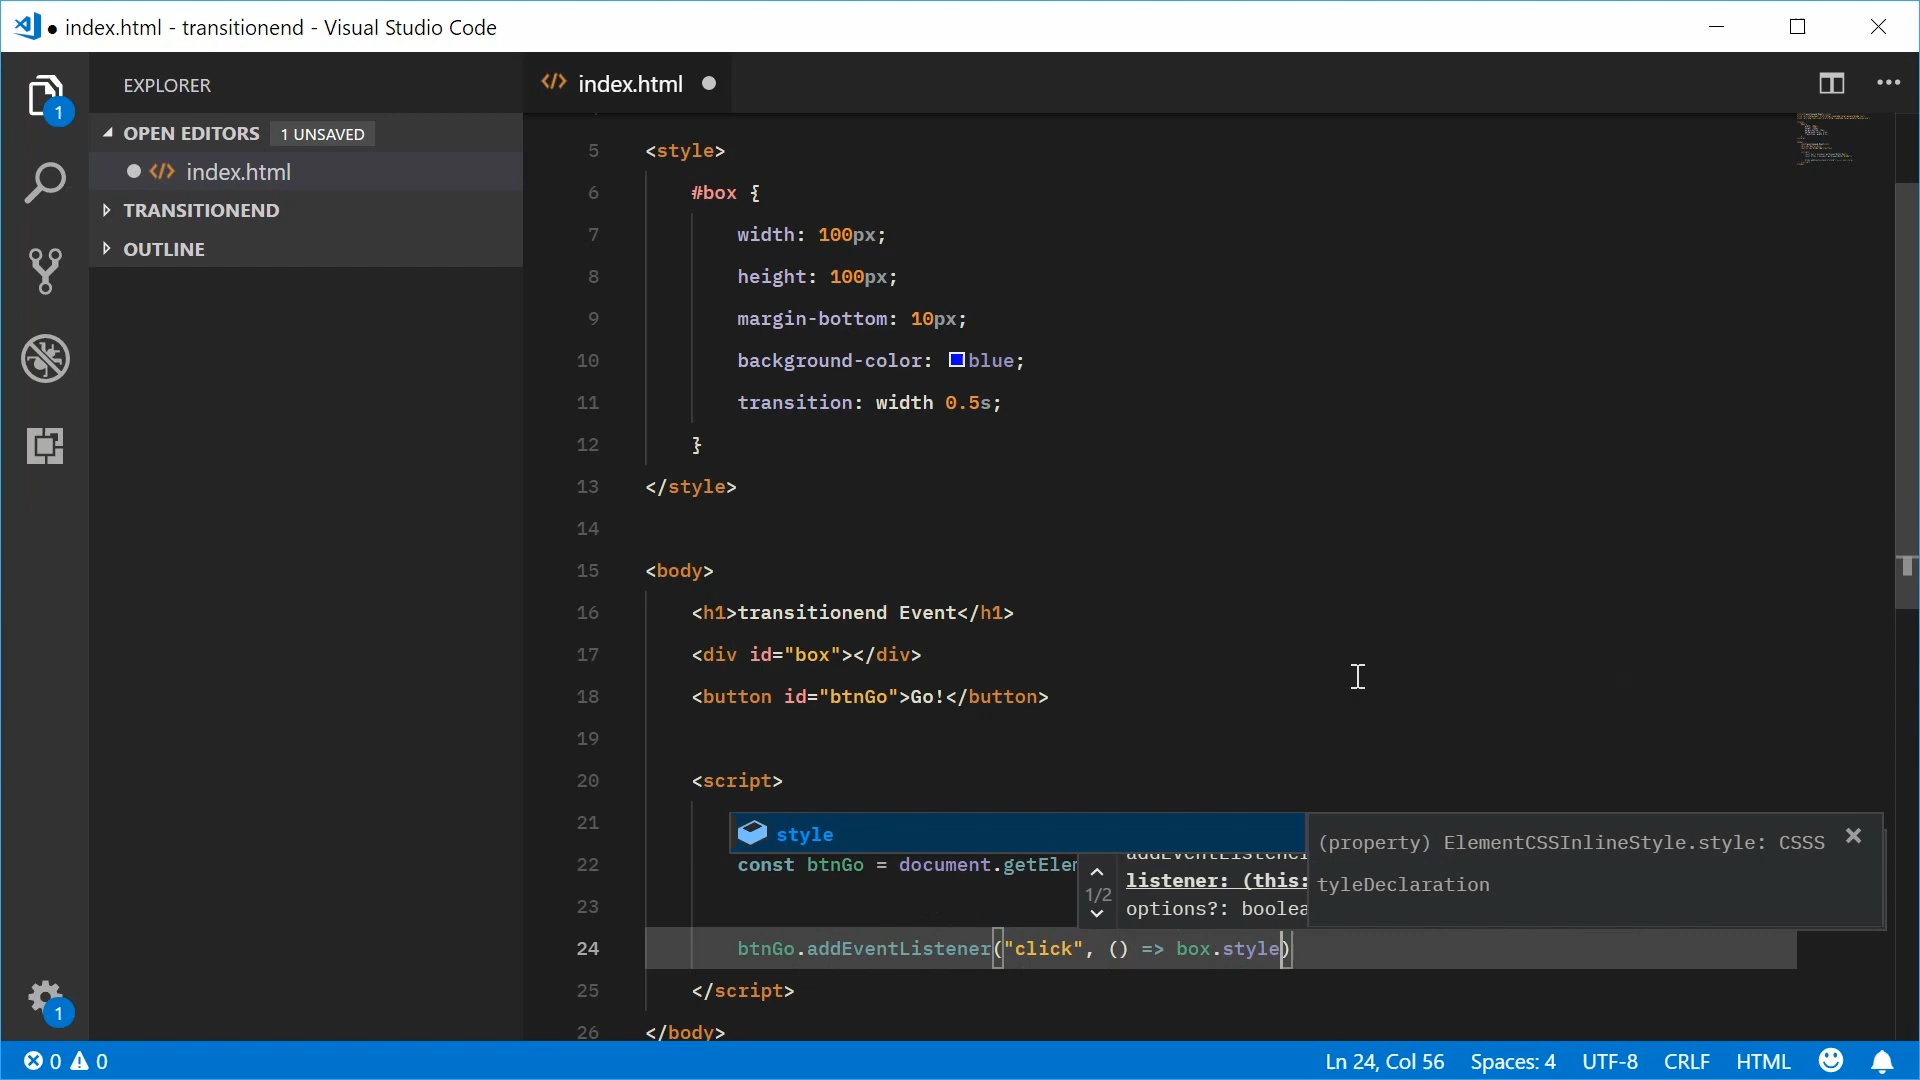 ● index.html - transitionend - Visual Studio Code
EXPLORER
OPEN EDITORS 1 UNSAVED
index.html
TRANSITIONEND
OUTLINE
1
1
index.html
5 <style>
6 #box {
7 width: 100px;
8 height: 100px;
9 margin-bottom: 10px;
10 background-color: blue;
11 transition: width 0.5s;
12 }
13 </style>
14
15 <body>
16 <h1>transitionend Event</h1>
17 <div id="box"></div>
18 <button id="btnGo">Go!</button>
19
20 <script>
21
style
(property) ElementCSSInlineStyle.style: CSSS
tyleDeclaration
22 const btnGo = document.getElem
1/2
listener: (this:
options?: boolea
23
24 btnGo.addEventListener("click", () => box.style)
25 </script>
26 </body>
0 0
Ln 24, Col 56 Spaces: 4 UTF-8 CRLF HTML